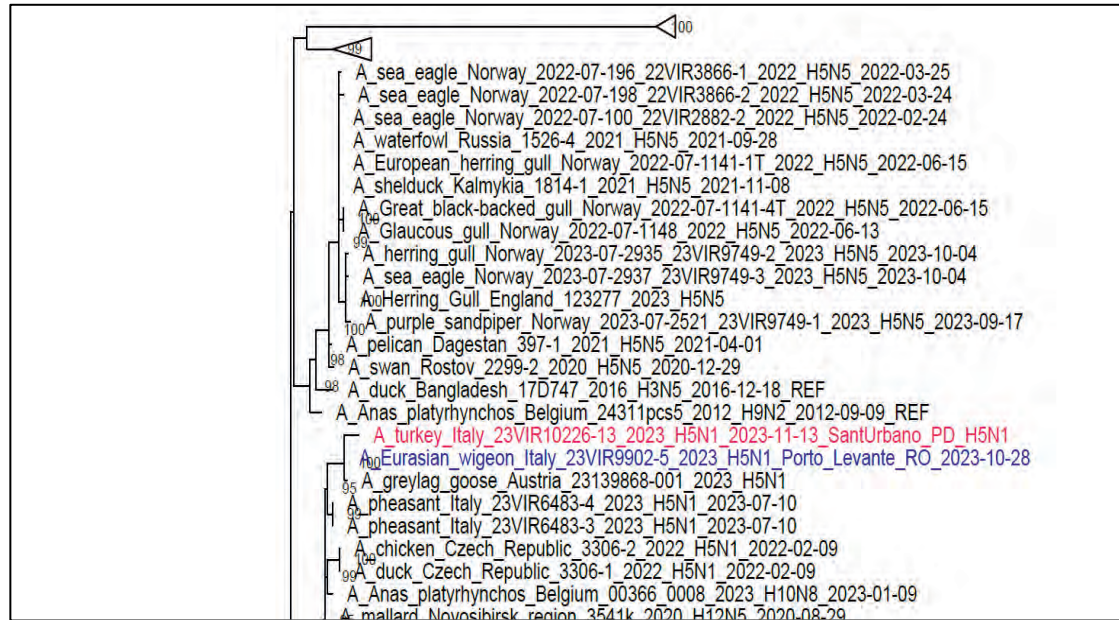 100
99
A_sea_eagle_Norway_2022-07-196_22VIR3866-1_2022_H5N5_2022-03-25
A_sea_eagle_Norway_2022-07-198_22VIR3866-2_2022_H5N5_2022-03-24
A_sea_eagle_Norway_2022-07-100_22VIR2882-2_2022_H5N5_2022-02-24
A_waterfowl_Russia_1526-4_2021_H5N5_2021-09-28
A_European_herring_gull_Norway_2022-07-1141-1T_2022_H5N5_2022-06-15
A_shelduck_Kalmykia_1814-1_2021_H5N5_2021-11-08
A_Great_black-backed_gull_Norway_2022-07-1141-4T_2022_H5N5_2022-06-15
100
A_Glaucous_gull_Norway_2022-07-1148_2022_H5N5_2022-06-13
99
A_herring_gull_Norway_2023-07-2935_23VIR9749-2_2023_H5N5_2023-10-04
A_sea_eagle_Norway_2023-07-2937_23VIR9749-3_2023_H5N5_2023-10-04
100
A_Herring_Gull_England_123277_2023_H5N5
A_purple_sandpiper_Norway_2023-07-2521_23VIR9749-1_2023_H5N5_2023-09-17
100
A_pelican_Dagestan_397-1_2021_H5N5_2021-04-01
98
A_swan_Rostov_2299-2_2020_H5N5_2020-12-29
98
A_duck_Bangladesh_17D747_2016_H3N5_2016-12-18_REF
A_Anas_platyrhynchos_Belgium_24311pcs5_2012_H9N2_2012-09-09_REF
A_turkey_Italy_23VIR10226-13_2023_H5N1_2023-11-13_SantUrbano_PD_H5N1
A_Eurasian_wigeon_Italy_23VIR9902-5_2023_H5N1_Porto_Levante_RO_2023-10-28
100
A_greylag_goose_Austria_23139868-001_2023_H5N1
95
A_pheasant_Italy_23VIR6483-4_2023_H5N1_2023-07-10
99
A_pheasant_Italy_23VIR6483-3_2023_H5N1_2023-07-10
A_chicken_Czech_Republic_3306-2_2022_H5N1_2022-02-09
100
A_duck_Czech_Republic_3306-1_2022_H5N1_2022-02-09
99
A_Anas_platyrhynchos_Belgium_00366_0008_2023_H10N8_2023-01-09
A_mallard_Novosibirsk_region_3541k_2020_H12N5_2020-08-29